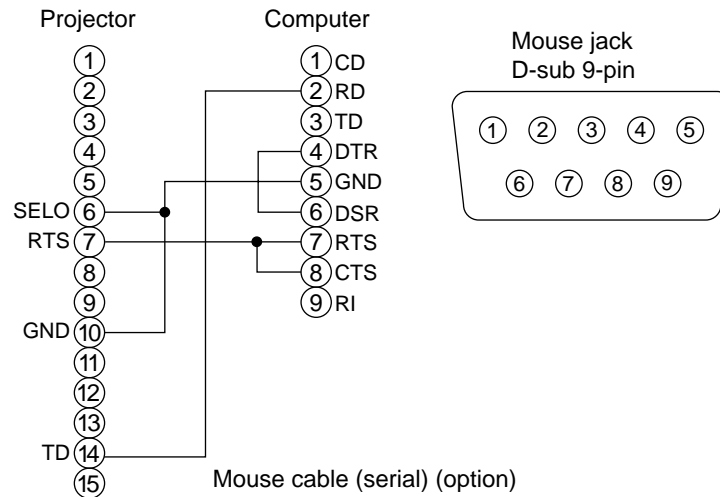 Projector
Computer
1
2
3
4
5
SELO 6
RTS 7
8
9
GND 10
11
12
13
TD 14
15
1 CD
2 RD
3 TD
4 DTR
5 GND
6 DSR
7 RTS
8 CTS
9 RI
Mouse jack
D-sub 9-pin
1 2 3 4 5
6 7 8 9
Mouse cable (serial) (option)